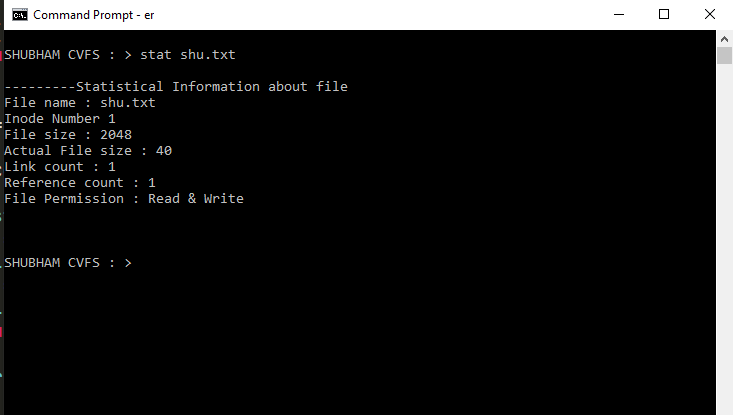 Command Prompt - er
SHUBHAM CVFS : > stat shu.txt
---------Statistical Information about file
File name : shu.txt
Inode Number 1
File size : 2048
Actual File size : 40
Link count : 1
Reference count : 1
File Permission : Read & Write
SHUBHAM CVFS : >